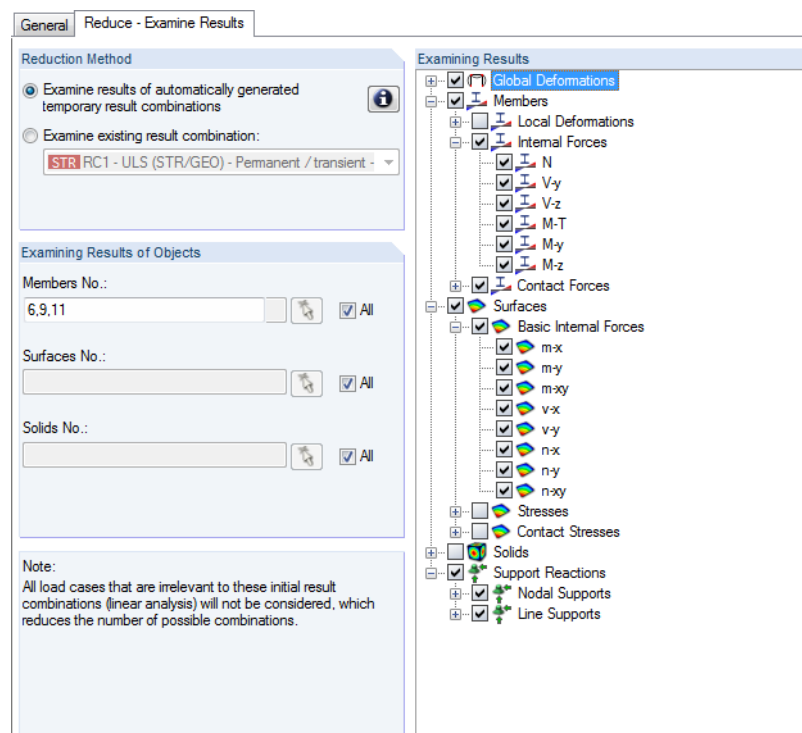 General
Reduce - Examine Results
Reduction Method
Examine results of automatically generated
temporary result combinations
Examine existing result combination:
STR RC1 - ULS (STR/GEO) - Permanent / transient -
Examining Results of Objects
Members No.:
6,9,11
All
Surfaces No.:
All
Solids No.:
All
Note:
All load cases that are irrelevant to these initial result
combinations (linear analysis) will not be considered, which
reduces the number of possible combinations.
Examining Results
Global Deformations
Members
Local Deformations
Internal Forces
N
V-y
V-z
M-T
M-y
M-z
Contact Forces
Surfaces
Basic Internal Forces
m-x
m-y
m-xy
v-x
v-y
n-x
n-y
n-xy
Stresses
Contact Stresses
Solids
Support Reactions
Nodal Supports
Line Supports